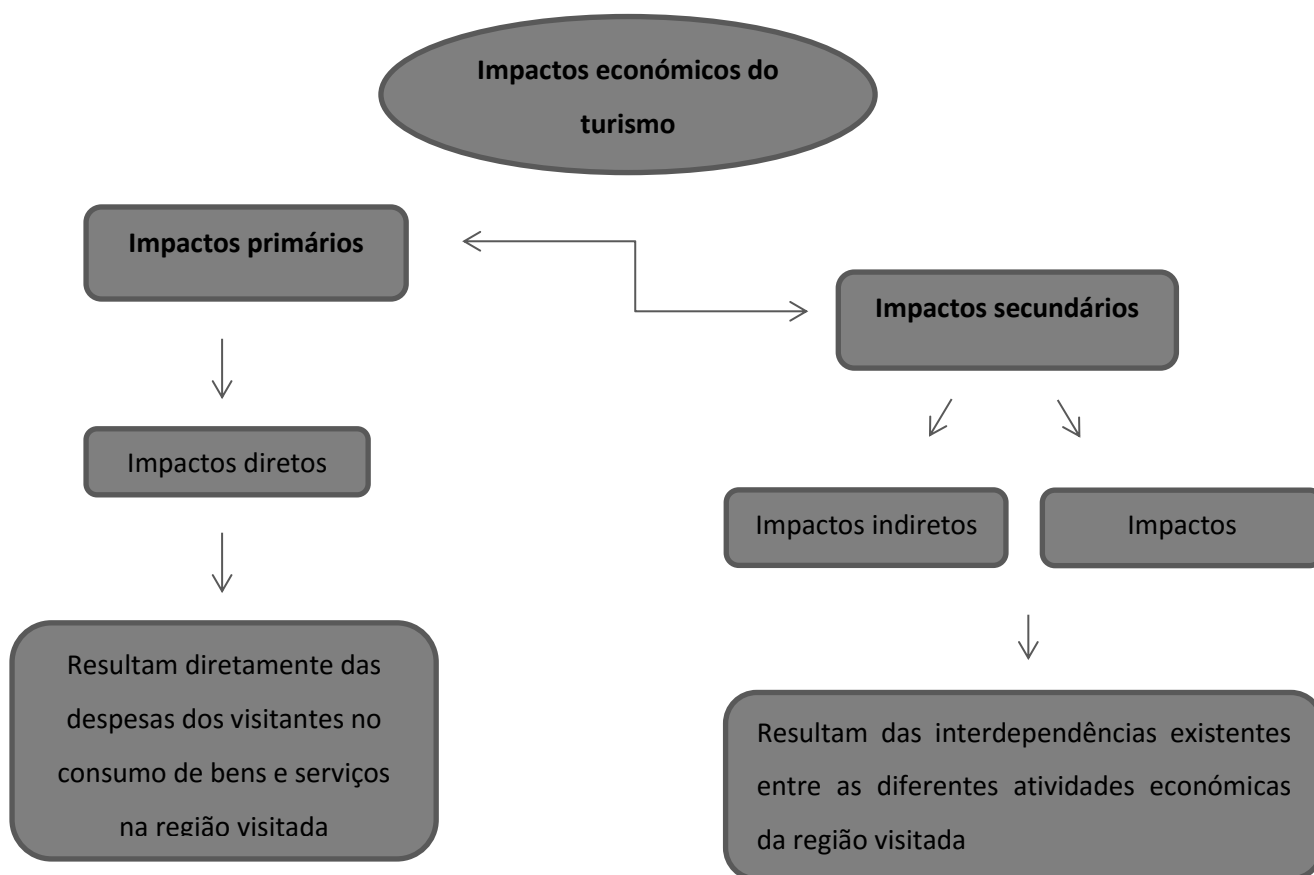 Impactos económicos do
turismo
Impactos primários
Impactos secundários
Impactos diretos
Impactos indiretos
Impactos
Resultam diretamente das
despesas dos visitantes no
consumo de bens e serviços
na região visitada
Resultam das interdependências existentes
entre as diferentes atividades económicas
da região visitada